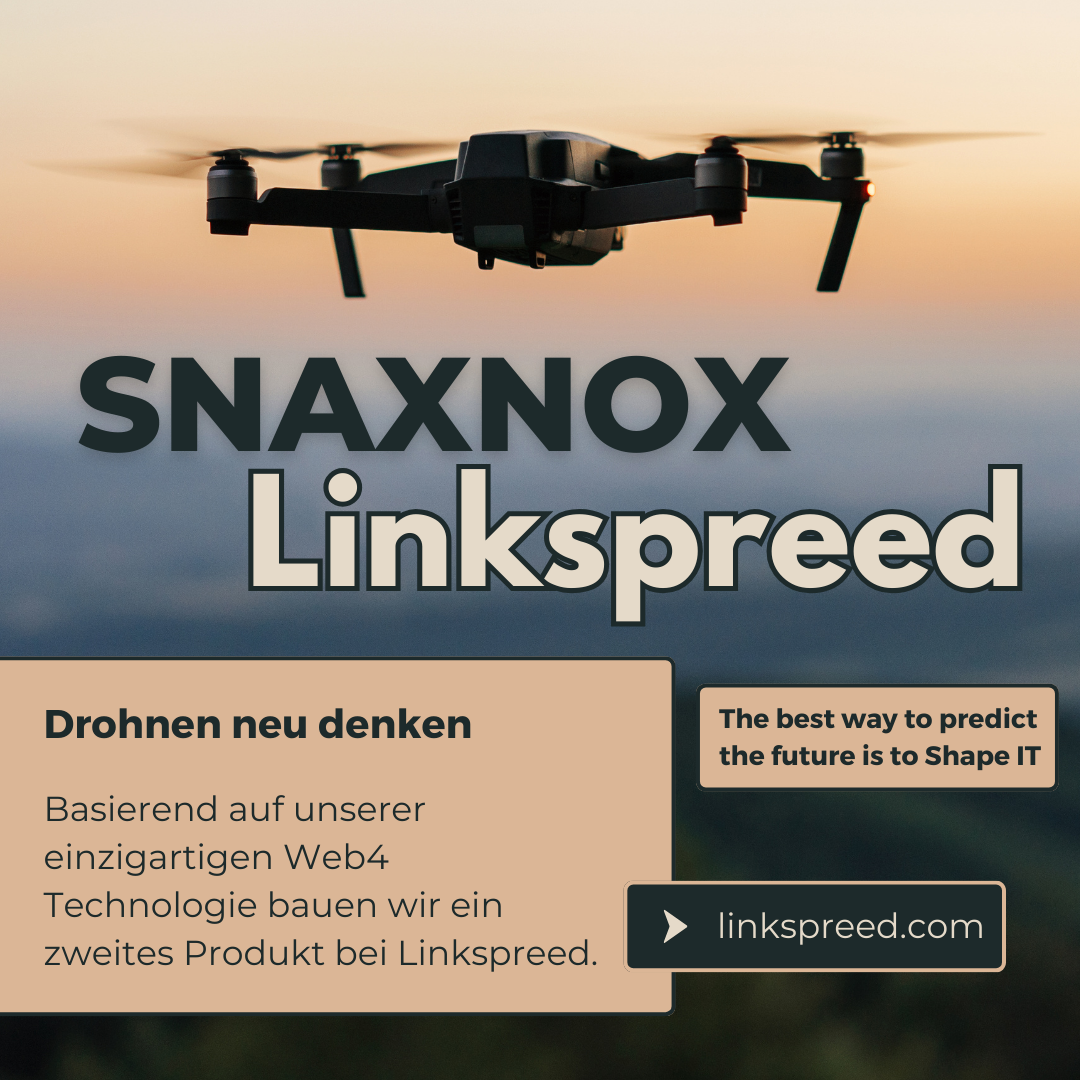 SNAXNOX
Linkspreed
Drohnen neu denken
Basierend auf unserer
einzigartigen Web4
Technologie bauen wir ein
zweites Produkt bei Linkspreed.
The best way to predict
the future is to Shape IT
linkspreed.com